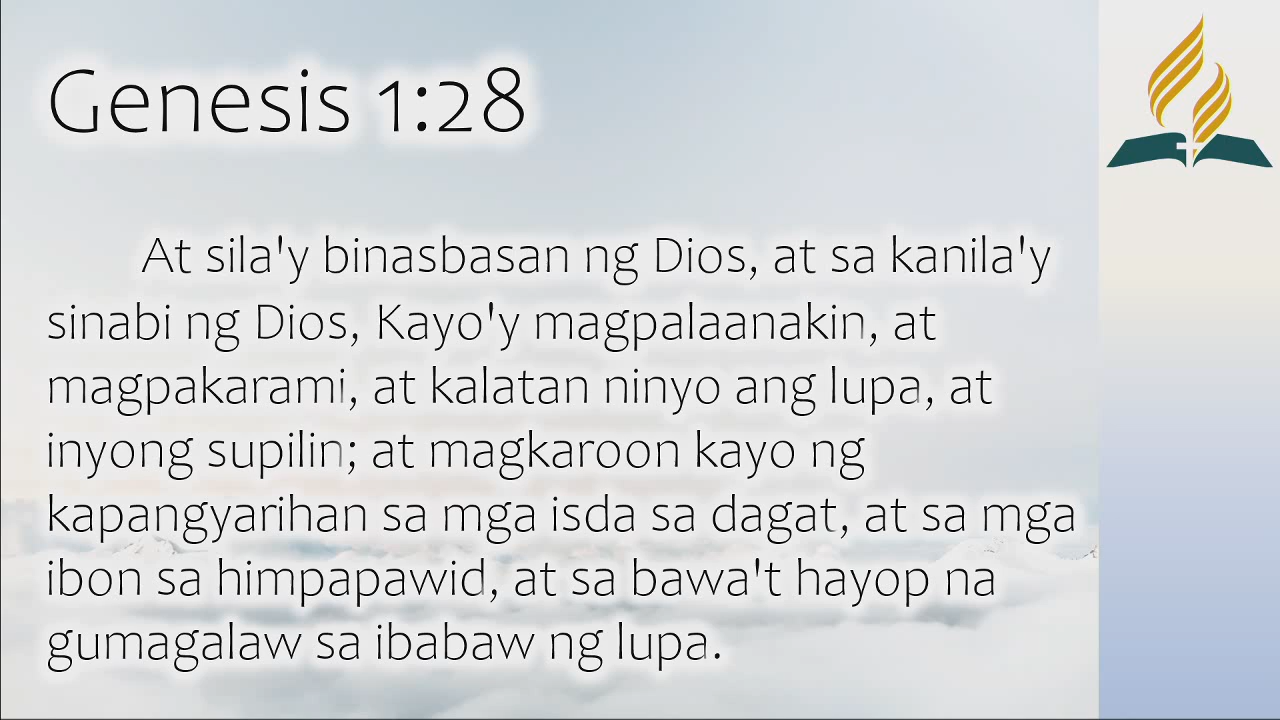 Genesis 1:28
At sila'y binasbasan ng Dios, at sa kanila'y
sinabi ng Dios, Kayo'y magpalaanakin, at
magpakarami, at kalatan ninyo ang lupa, at
inyong supilin; at magkaroon kayo ng
kapangyarihan sa mga isda sa dagat, at sa mga
ibon sa himpapawid, at sa bawa't hayop na
gumagalaw sa ibabaw ng lupa.